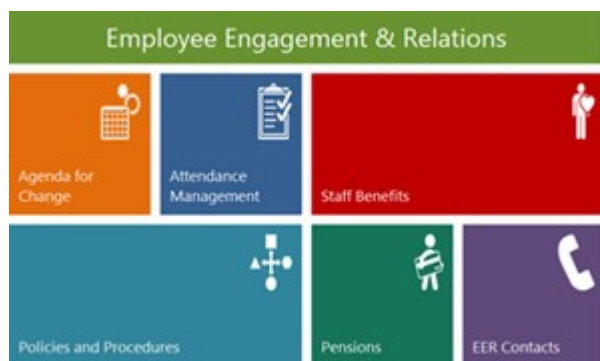 Employee Engagement & Relations
Agenda for
Change
Attendance
Management
Staff Benefits
Policies and Procedures
Pensions
EER Contacts